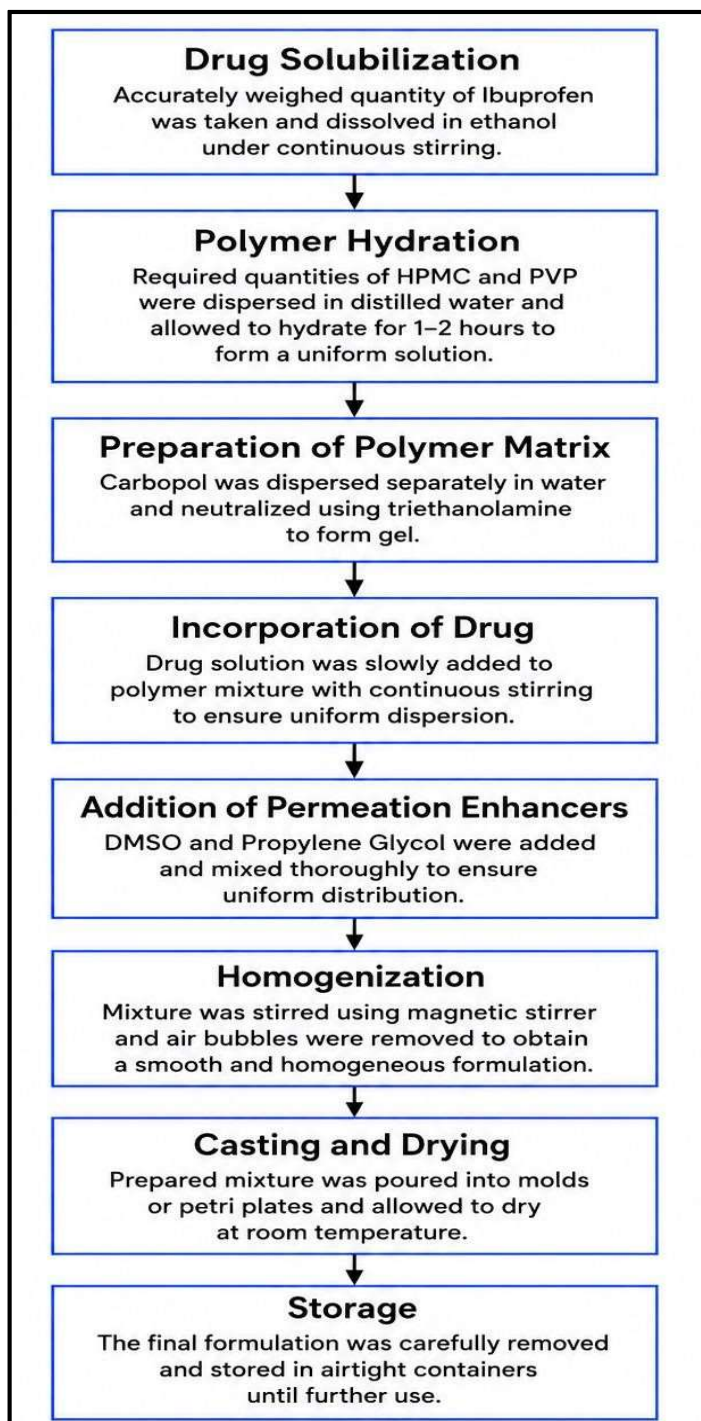 Drug Solubilization
Accurately weighed quantity of Ibuprofen
was taken and dissolved in ethanol
under continuous stirring.
Polymer Hydration
Required quantities of HPMC and PVP
were dispersed in distilled water and
allowed to hydrate for 1–2 hours to
form a uniform solution.
Preparation of Polymer Matrix
Carbopol was dispersed separately in water
and neutralized using triethanolamine
to form gel.
Incorporation of Drug
Drug solution was slowly added to
polymer mixture with continuous stirring
to ensure uniform dispersion.
Addition of Permeation Enhancers
DMSO and Propylene Glycol were added
and mixed thoroughly to ensure
uniform distribution.
Homogenization
Mixture was stirred using magnetic stirrer
and air bubbles were removed to obtain
a smooth and homogeneous formulation.
Casting and Drying
Prepared mixture was poured into molds
or petri plates and allowed to dry
at room temperature.
Storage
The final formulation was carefully removed
and stored in airtight containers
until further use.